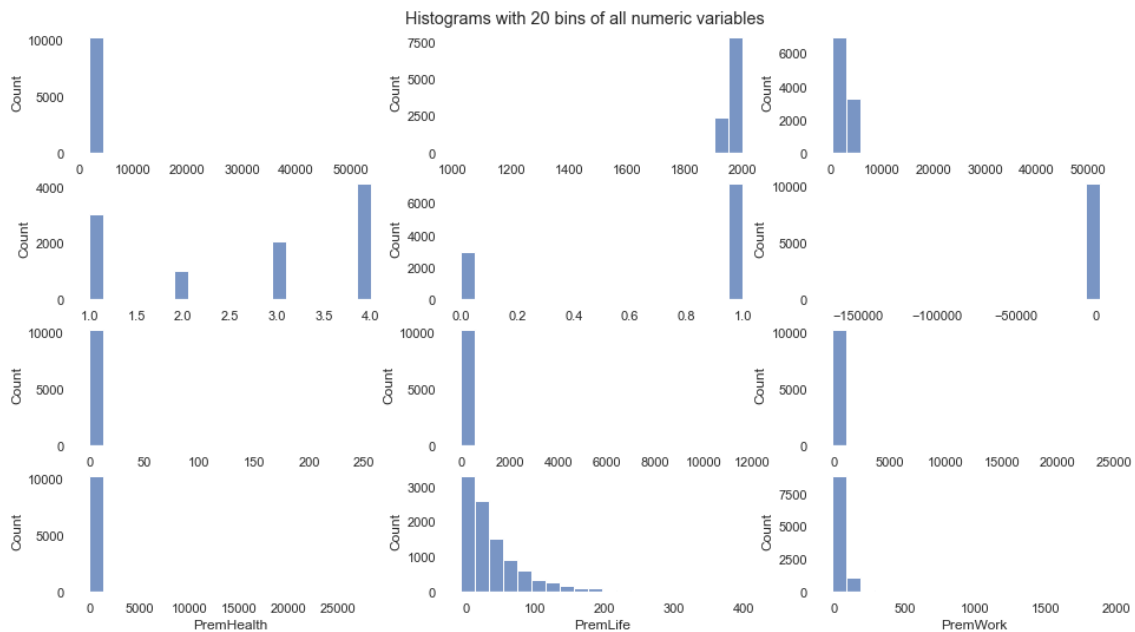 Histograms with 20 bins of all numeric variables
Count
10000
5000
0
0 10000 20000 30000 40000 50000
Count
7500
5000
2500
0
1000 1200 1400 1600 1800 2000
Count
6000
4000
2000
0
0 10000 20000 30000 40000 50000
Count
4000
2000
0
1.0 1.5 2.0 2.5 3.0 3.5 4.0
Count
6000
4000
2000
0
0.0 0.2 0.4 0.6 0.8 1.0
Count
10000
5000
0
−150000 −100000 −50000 0
Count
10000
5000
0
0 50 100 150 200 250
Count
10000
5000
0
0 2000 4000 6000 8000 10000 12000
Count
10000
5000
0
0 5000 10000 15000 20000 25000
Count
10000
5000
0
0 5000 10000 15000 20000 25000
PremHealth
Count
3000
2000
1000
0
0 100 200 300 400
PremLife
Count
7500
5000
2500
0
0 500 1000 1500 2000
PremWork